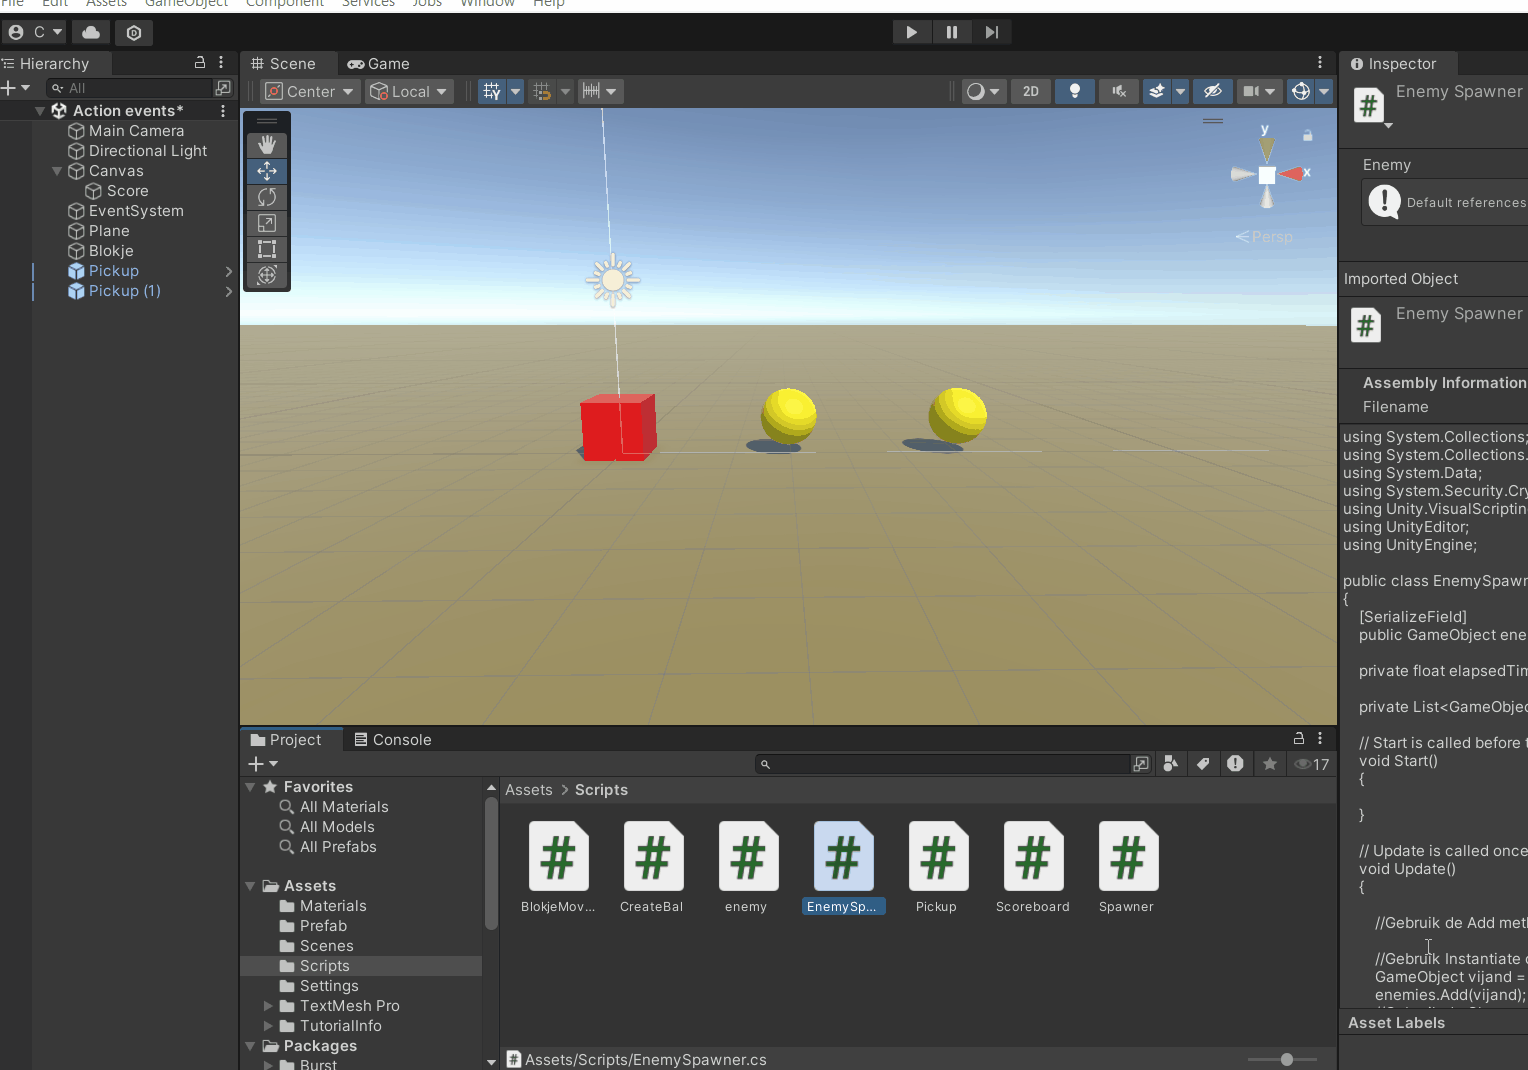 File Edit Assets GameObject Component Services Jobs Window Help
C
Hierarchy
All
Action events*
Main Camera
Directional Light
Canvas
Score
EventSystem
Plane
Blokje
Pickup
Pickup (1)
Scene Game
Center Local 2D
y
x
Persp
Project Console
17
Favorites
All Materials
All Models
All Prefabs
Assets
Materials
Prefab
Scenes
Scripts
Settings
TextMesh Pro
TutorialInfo
Packages
Burst
Assets > Scripts
BlokjeMov... CreateBal enemy EnemySp... Pickup Scoreboard Spawner
Assets/Scripts/EnemySpawner.cs
Inspector
Enemy Spawner
Enemy
Default references
Imported Object
Enemy Spawner
Assembly Information
Filename
using System.Collections;
using System.Collections.
using System.Data;
using System.Security.Cry
using Unity.VisualScriptin
using UnityEditor;
using UnityEngine;
public class EnemySpawn
{
[SerializeField]
public GameObject ene
private float elapsedTim
private List<GameObjec
// Start is called before t
void Start()
{
}
// Update is called once
void Update()
{
//Gebruik de Add meth
//Gebruik Instantiate o
GameObject vijand =
enemies.Add(vijand);
Asset Labels